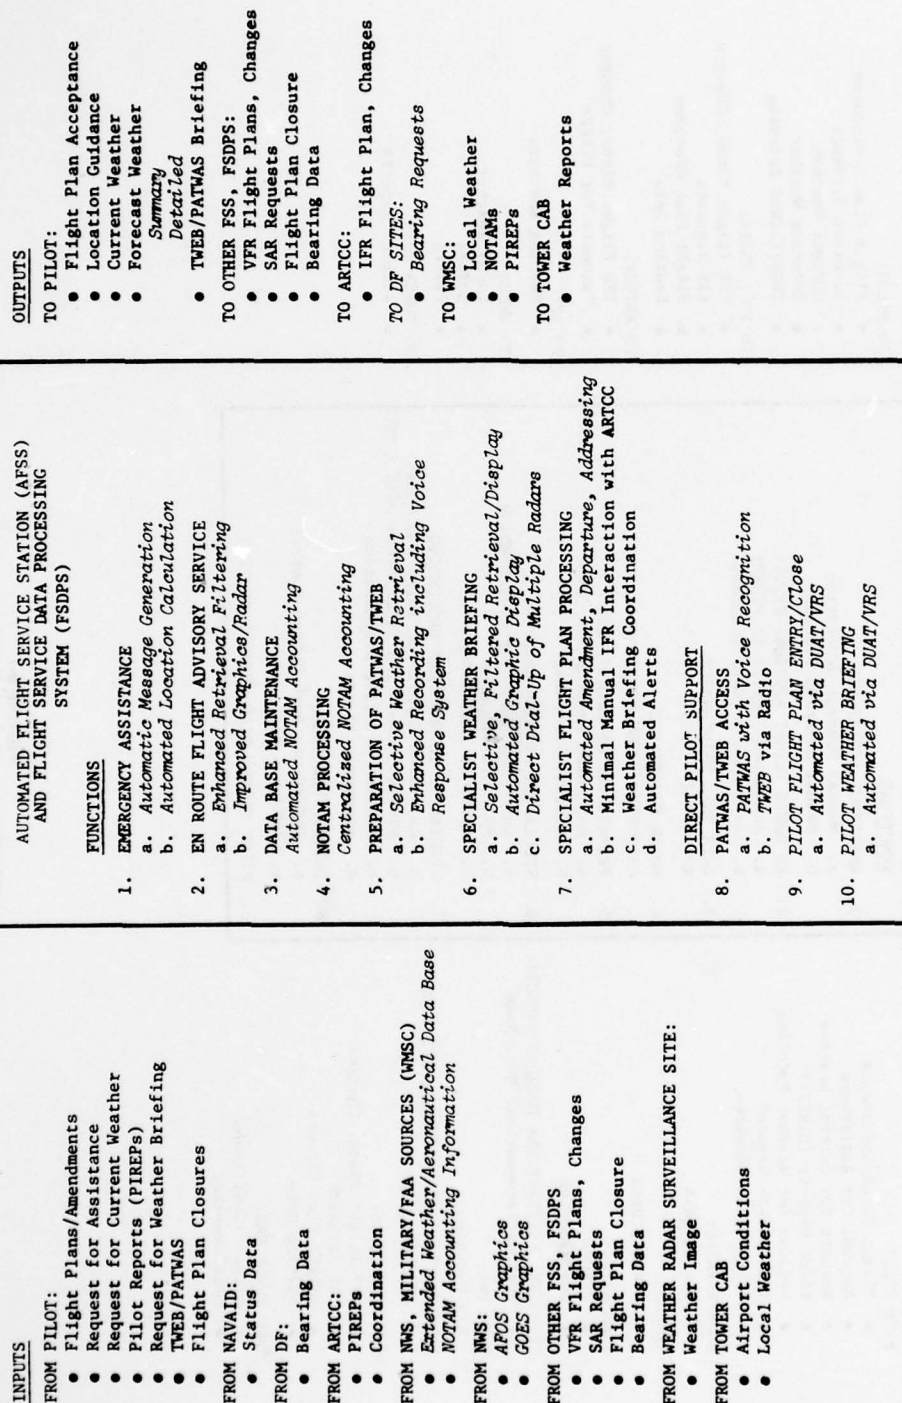 INPUTS
FROM PILOT:
● Flight Plans/Amendments
● Request for Assistance
● Request for Current Weather
● Pilot Reports (PIREPs)
● Request for Weather Briefing
● TWEB/PATWAS
● Flight Plan Closures
FROM NAVAID:
● Status Data
FROM DF:
● Bearing Data
FROM ARTCC:
● PIREPs
● Coordination
FROM NWS, MILITARY/FAA SOURCES (WMSC)
● Extended Weather/Aeronautical Data Base
● NOTAM Accounting Information
FROM NWS:
● AFOS Graphics
● GOES Graphics
FROM OTHER FSS, FSDPS
● VFR Flight Plans, Changes
● SAR Requests
● Flight Plan Closure
● Bearing Data
FROM WEATHER RADAR SURVEILLANCE SITE:
● Weather Image
FROM TOWER CAB
● Airport Conditions
● Local Weather
AUTOMATED FLIGHT SERVICE STATION (AFSS)
AND FLIGHT SERVICE DATA PROCESSING
SYSTEM (FSDPS)
FUNCTIONS
1. EMERGENCY ASSISTANCE
a. Automatic Message Generation
b. Automated Location Calculation
2. EN ROUTE FLIGHT ADVISORY SERVICE
a. Enhanced Retrieval Filtering
b. Improved Graphics/Radar
3. DATA BASE MAINTENANCE
Automated NOTAM Accounting
4. NOTAM PROCESSING
Centralized NOTAM Accounting
5. PREPARATION OF PATWAS/TWEB
a. Selective Weather Retrieval
b. Enhanced Recording including Voice
Response System
6. SPECIALIST WEATHER BRIEFING
a. Selective, Filtered Retrieval/Display
b. Automated Graphic Display
c. Direct Dial-Up of Multiple Radars
7. SPECIALIST FLIGHT PLAN PROCESSING
a. Automated Amendment, Departure, Addressing
b. Minimal Manual IFR Interaction with ARTCC
c. Weather Briefing Coordination
d. Automated Alerts
DIRECT PILOT SUPPORT
8. PATWAS/TWEB ACCESS
a. PATWAS with Voice Recognition
b. TWEB via Radio
9. PILOT FLIGHT PLAN ENTRY/Close
a. Automated via DUAT/VRS
10. PILOT WEATHER BRIEFING
a. Automated via DUAT/VRS
OUTPUTS
TO PILOT:
● Flight Plan Acceptance
● Location Guidance
● Current Weather
● Forecast Weather
Summary
Detailed
● TWEB/PATWAS Briefing
TO OTHER FSS, FSDPS:
● VFR Flight Plans, Changes
● SAR Requests
● Flight Plan Closure
● Bearing Data
TO ARTCC:
● IFR Flight Plan, Changes
TO DF SITES:
● Bearing Requests
TO WMSC:
● Local Weather
● NOTAMs
● PIREPs
TO TOWER CAB
● Weather Reports